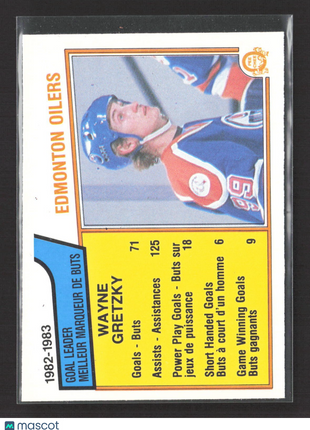 EDMONTON OILERS
1982-1983
GOAL LEADER
MEILLEUR MARQUEUR DE BUTS
WAYNE
GRETZKY
Goals - Buts 71
Assists - Assistances 125
Power Play Goals - Buts sur
jeux de puissance 18
Short Handed Goals
Buts à court d'un homme 6
Game Winning Goals
Buts gagnants 9
99
mascot